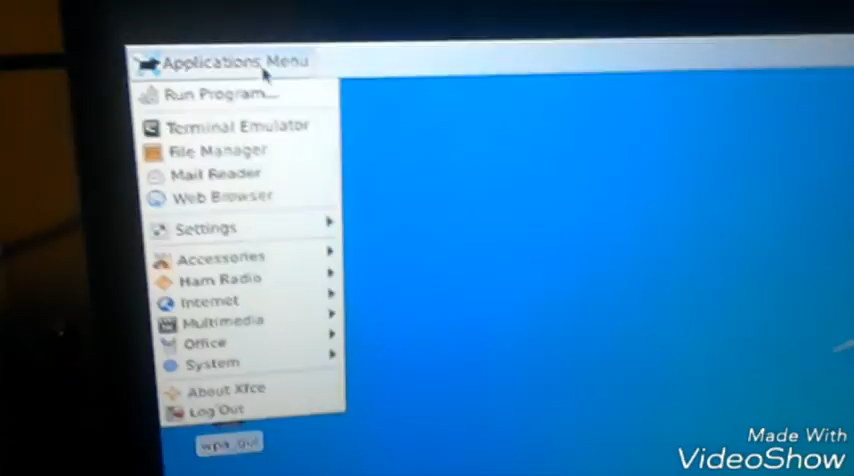 Applications Menu
Run Program...
Terminal Emulator
File Manager
Mail Reader
Web Browser
Settings
Accessories
Ham Radio
Internet
Multimedia
Office
System
About Xfce
Log Out
wpa_gui
Made With
VideoShow